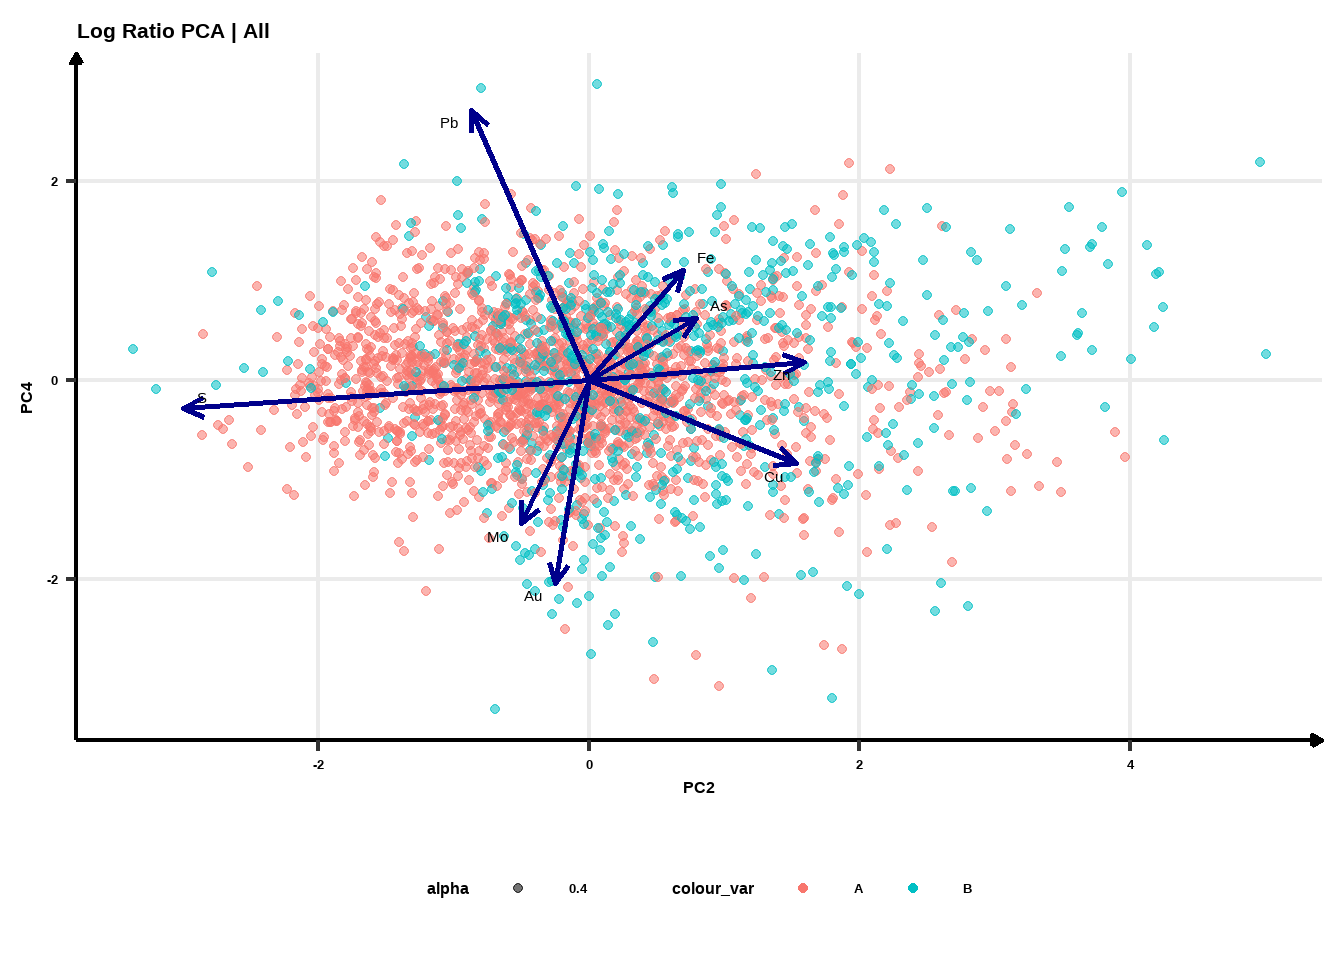 Log Ratio PCA | All
Pb
Fe
As
Zn
S
Cu
Mo
Au
2
0
-2
PC4
-2
0
2
4
PC2
alpha 0.4 colour_var A B